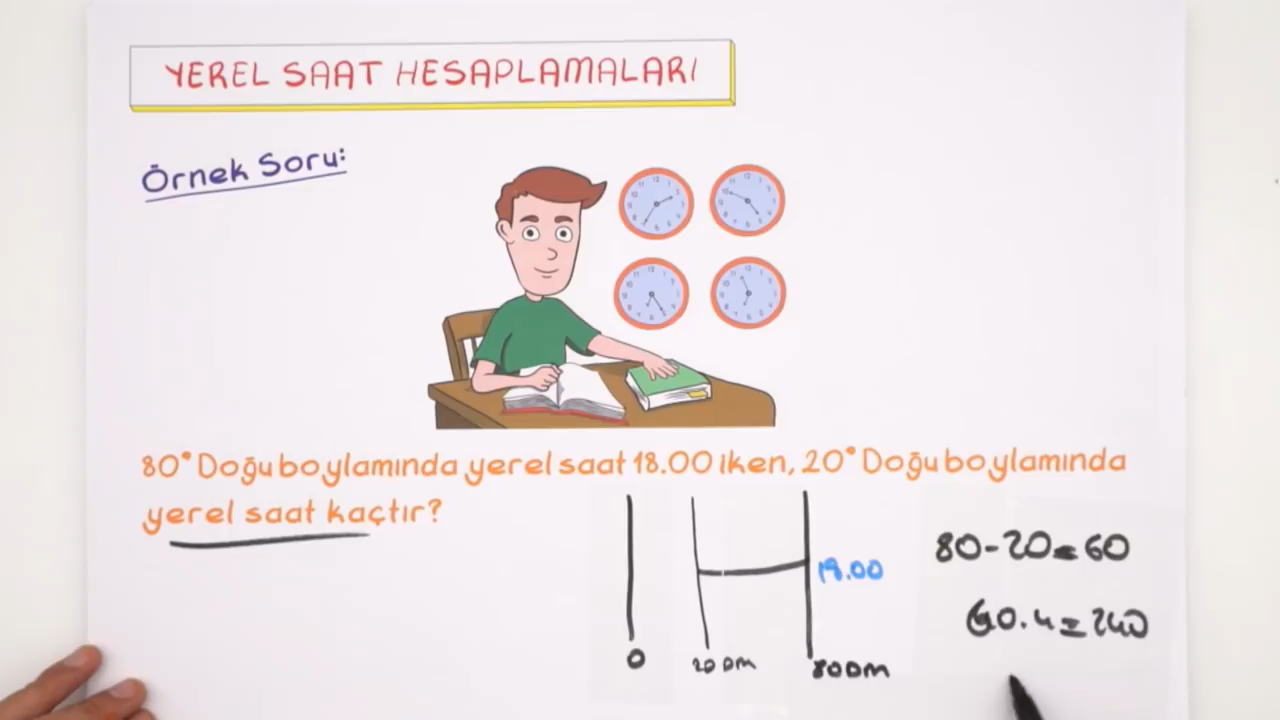 YEREL SAAT HESAPLAMALARI
Örnek Soru:
80° Doğu boylamında yerel saat 18.00 iken, 20° Doğu boylamında
yerel saat kaçtır?
18.00
80-20=60
60.4=240
0
20 DM
80 DM